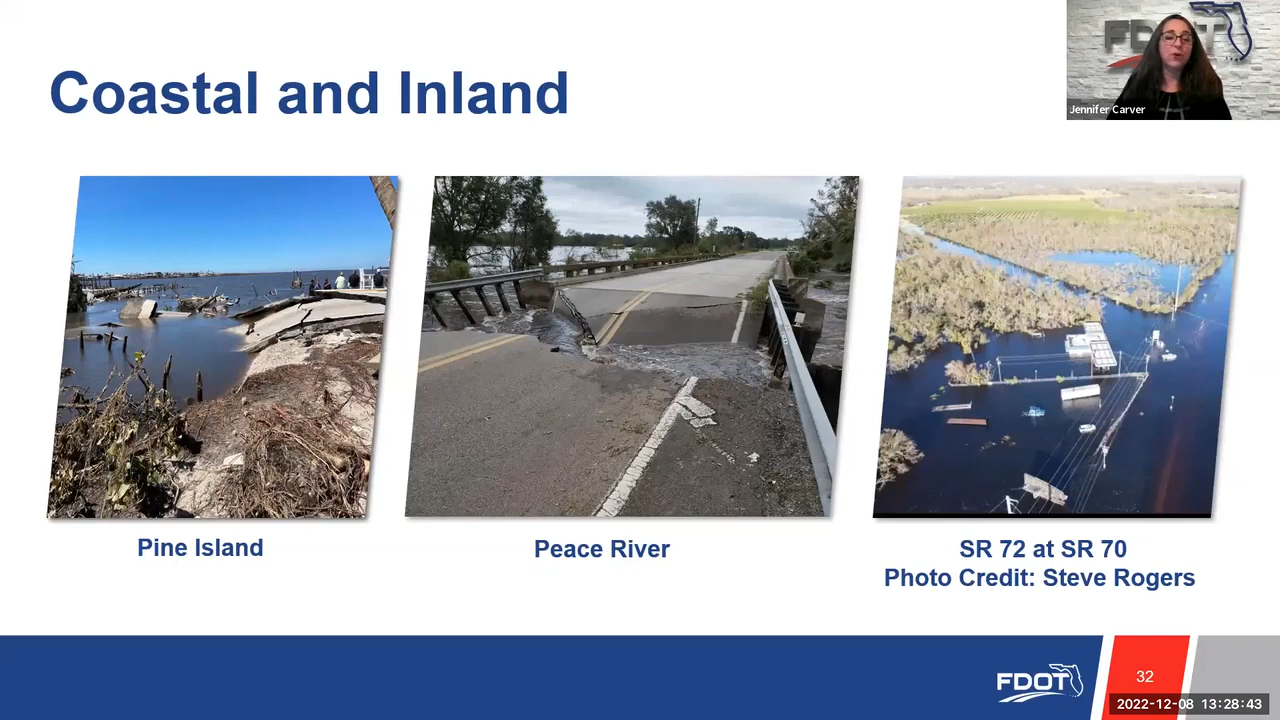 Coastal and Inland
FDOT
Jennifer Carver
Pine Island
Peace River
SR 72 at SR 70
Photo Credit: Steve Rogers
FDOT
32
2022-12-08 13:28:43